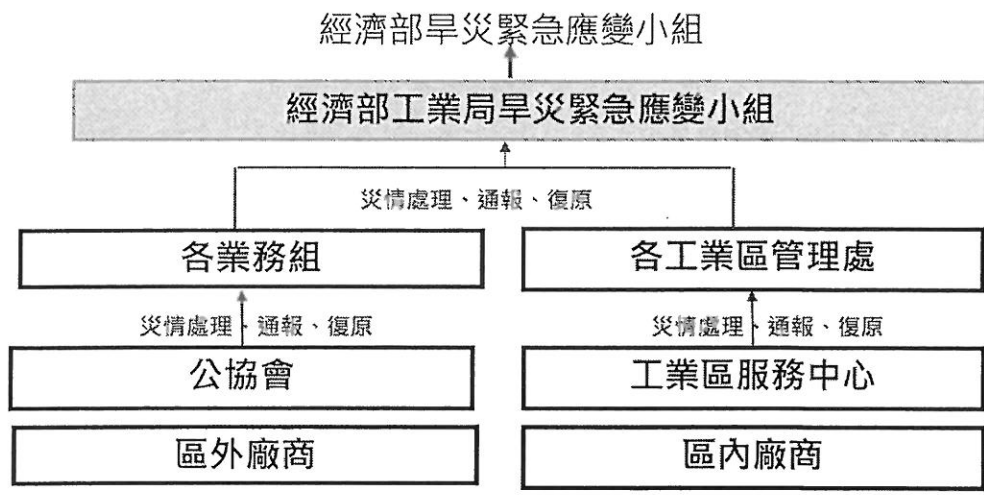 經濟部旱災緊急應變小組
經濟部工業局旱災緊急應變小組
災情處理、通報、復原
各業務組
各工業區管理處
災情處理、通報、復原
災情處理、通報、復原
公協會
工業區服務中心
區外廠商
區內廠商